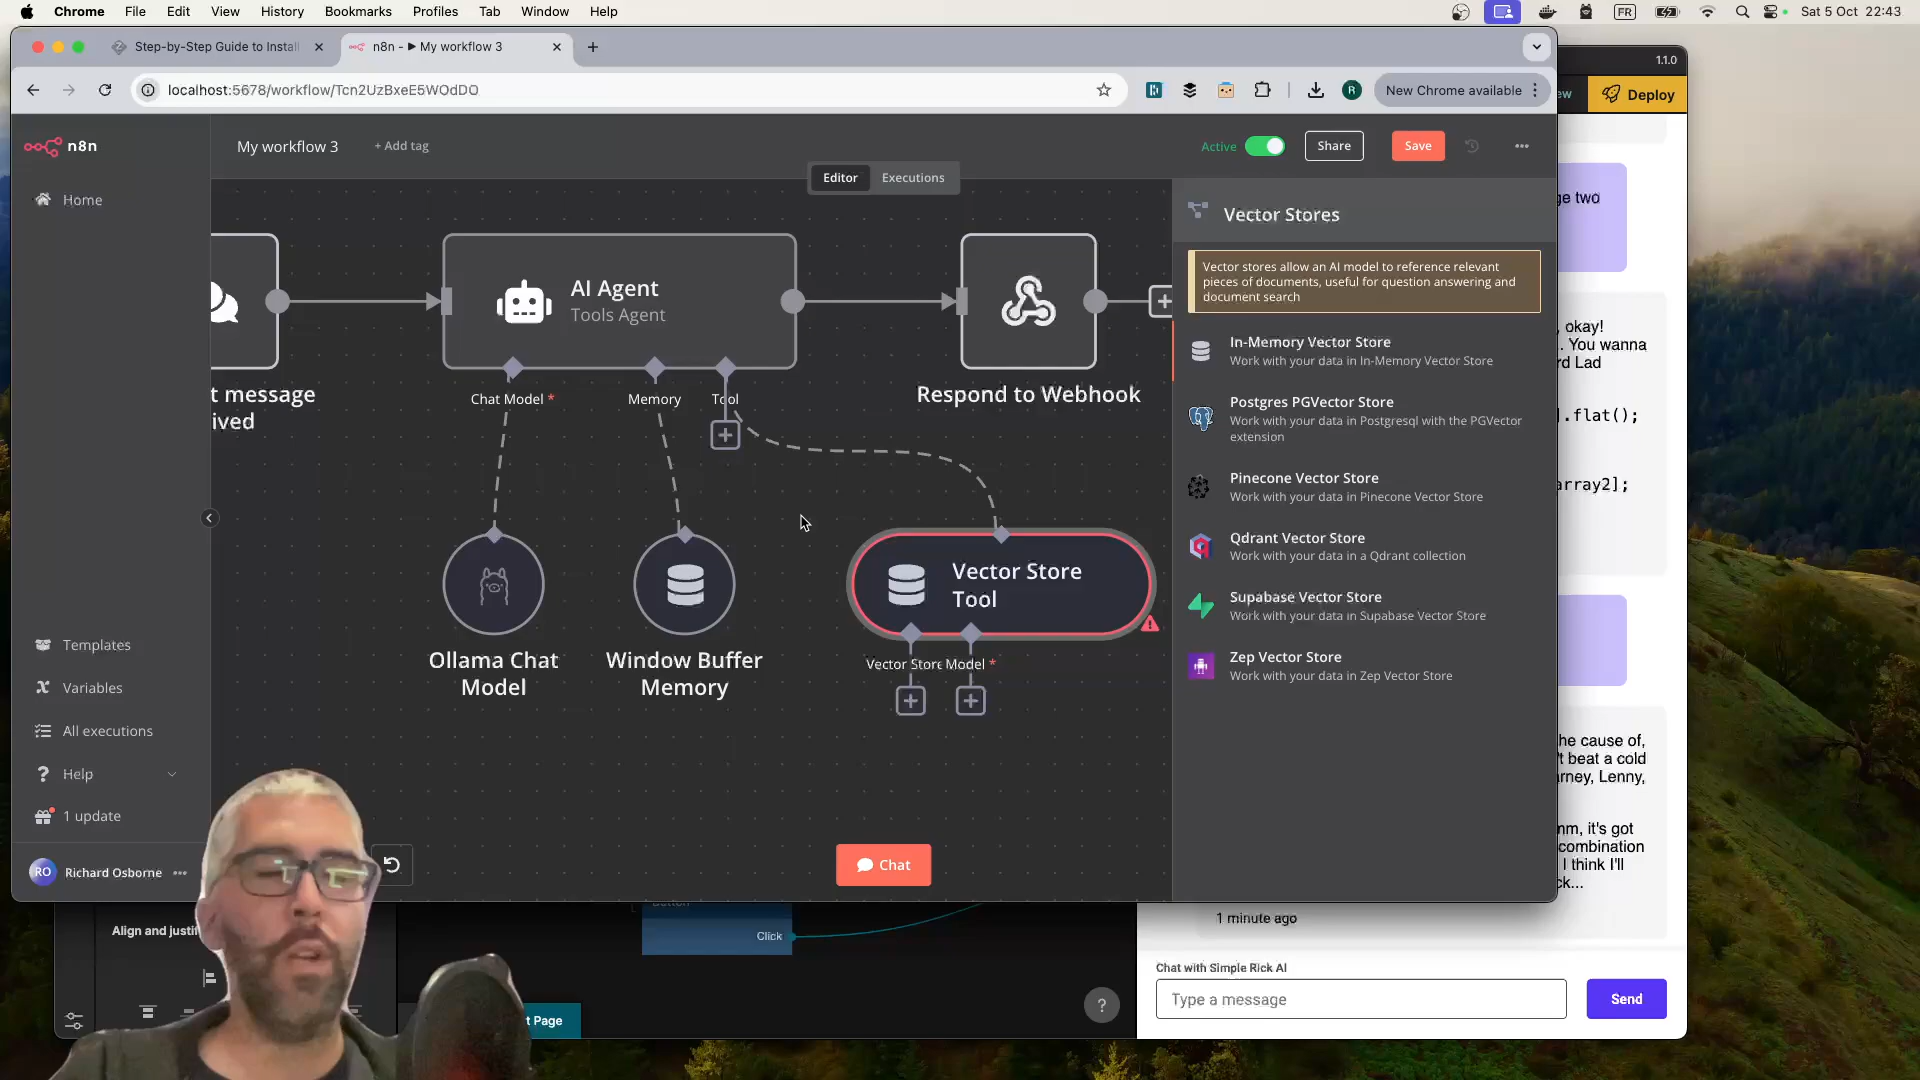 Chrome File Edit View History Bookmarks Profiles Tab Window Help
FR Sat 5 Oct 22:43
Step-by-Step Guide to Instal
n8n - ▶ My workflow 3
1.1.0
localhost:5678/workflow/Tcn2UzBxeE5WOdDO
R
New Chrome available
ew
Deploy
n8n
My workflow 3
+ Add tag
Active
Share
Save
Editor
Executions
Home
Vector Stores
Vector stores allow an AI model to reference relevant
pieces of documents, useful for question answering and
document search
In-Memory Vector Store
Work with your data in In-Memory Vector Store
Postgres PGVector Store
Work with your data in Postgresql with the PGVector
extension
Pinecone Vector Store
Work with your data in Pinecone Vector Store
Qdrant Vector Store
Work with your data in a Qdrant collection
Supabase Vector Store
Work with your data in Supabase Vector Store
Zep Vector Store
Work with your data in Zep Vector Store
AI Agent
Tools Agent
t message
ived
Chat Model *
Memory
Tool
Respond to Webhook
Ollama Chat
Model
Window Buffer
Memory
Vector Store
Tool
Vector Store
Model *
Templates
Variables
All executions
Help
1 update
RO
Richard Osborne
Chat
ge two
, okay!
. You wanna
rd Lad
].flat();
array2];
he cause of,
't beat a cold
arney, Lenny,
mm, it's got
combination
I think I'll
ck...
1 minute ago
Align and justif
Button
Click
t Page
?
Chat with Simple Rick AI
Type a message
Send